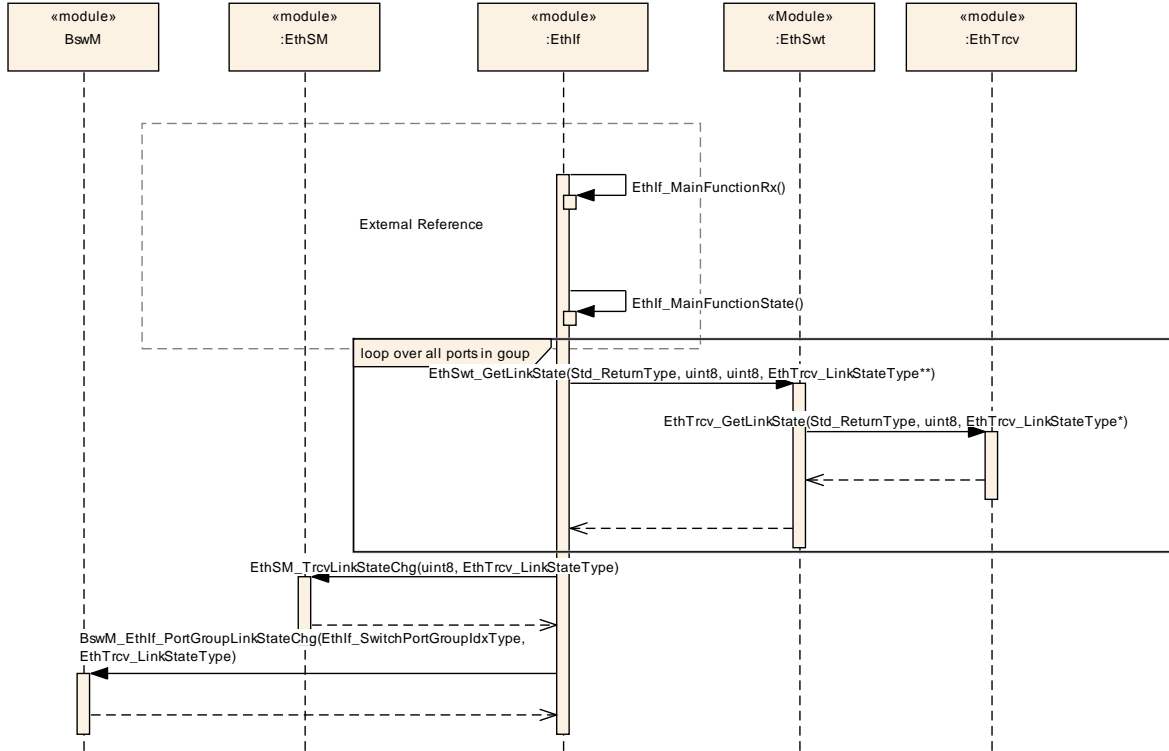 «module»
BswM
«module»
:EthSM
«module»
:EthIf
«Module»
:EthSwt
«module»
:EthTrcv
EthIf_MainFunctionRx()
External Reference
EthIf_MainFunctionState()
loop over all ports in goup
EthSwt_GetLinkState(Std_ReturnType, uint8, uint8, EthTrcv_LinkStateType**)
EthTrcv_GetLinkState(Std_ReturnType, uint8, EthTrcv_LinkStateType*)
EthSM_TrcvLinkStateChg(uint8, EthTrcv_LinkStateType)
BswM_EthIf_PortGroupLinkStateChg(EthIf_SwitchPortGroupIdxType,
EthTrcv_LinkStateType)